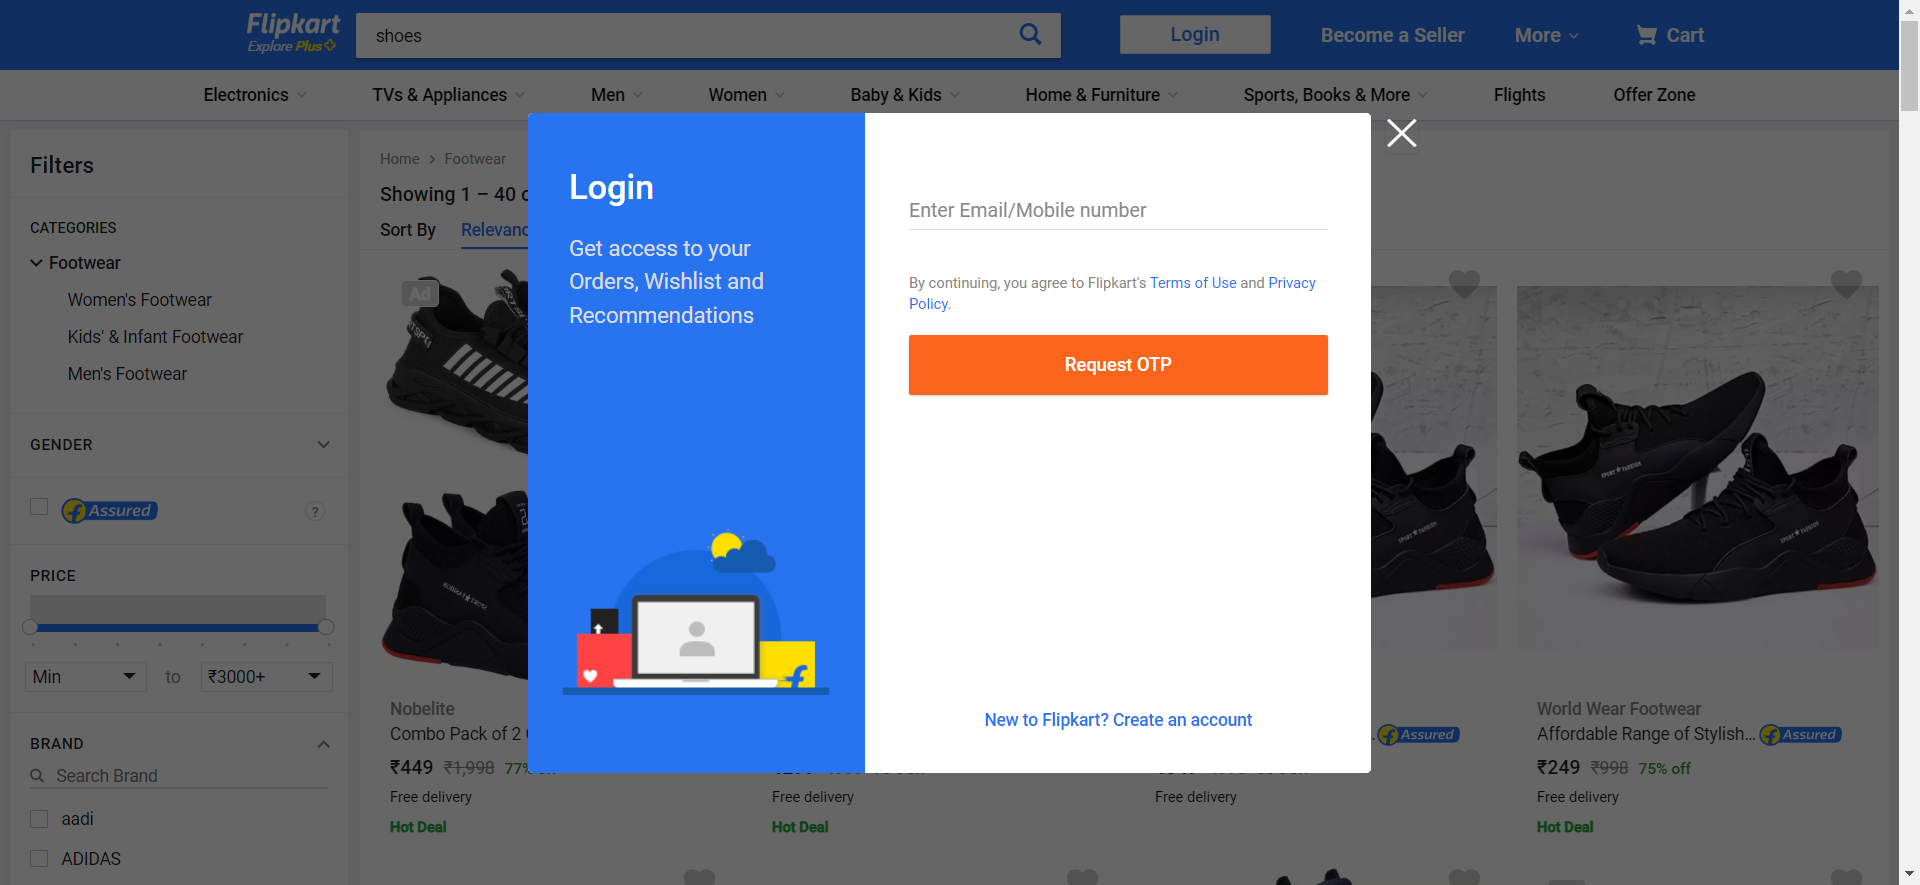 Flipkart
Explore Plus
shoes
Login
Become a Seller
More
Cart
Electronics
TVs & Appliances
Men
Women
Baby & Kids
Home & Furniture
Sports, Books & More
Flights
Offer Zone
Filters
CATEGORIES
Footwear
Women's Footwear
Kids' & Infant Footwear
Men's Footwear
GENDER
Assured
?
PRICE
Min
to
₹3000+
BRAND
Search Brand
aadi
ADIDAS
Home
Footwear
Showing 1 – 40
Sort By
Ad
Login
Get access to your
Orders, Wishlist and
Recommendations
Enter Email/Mobile number
By continuing, you agree to Flipkart's Terms of Use and Privacy
Policy.
Request OTP
New to Flipkart? Create an account
Nobelite
Combo Pack of 2
₹449 ₹1,998 77%
Free delivery
Hot Deal
Free delivery
Hot Deal
Assured
Free delivery
SPORT ★ FASHION
SPORT ★ FASHION
World Wear Footwear
Affordable Range of Stylish... Assured
₹249 ₹998 75% off
Free delivery
Hot Deal